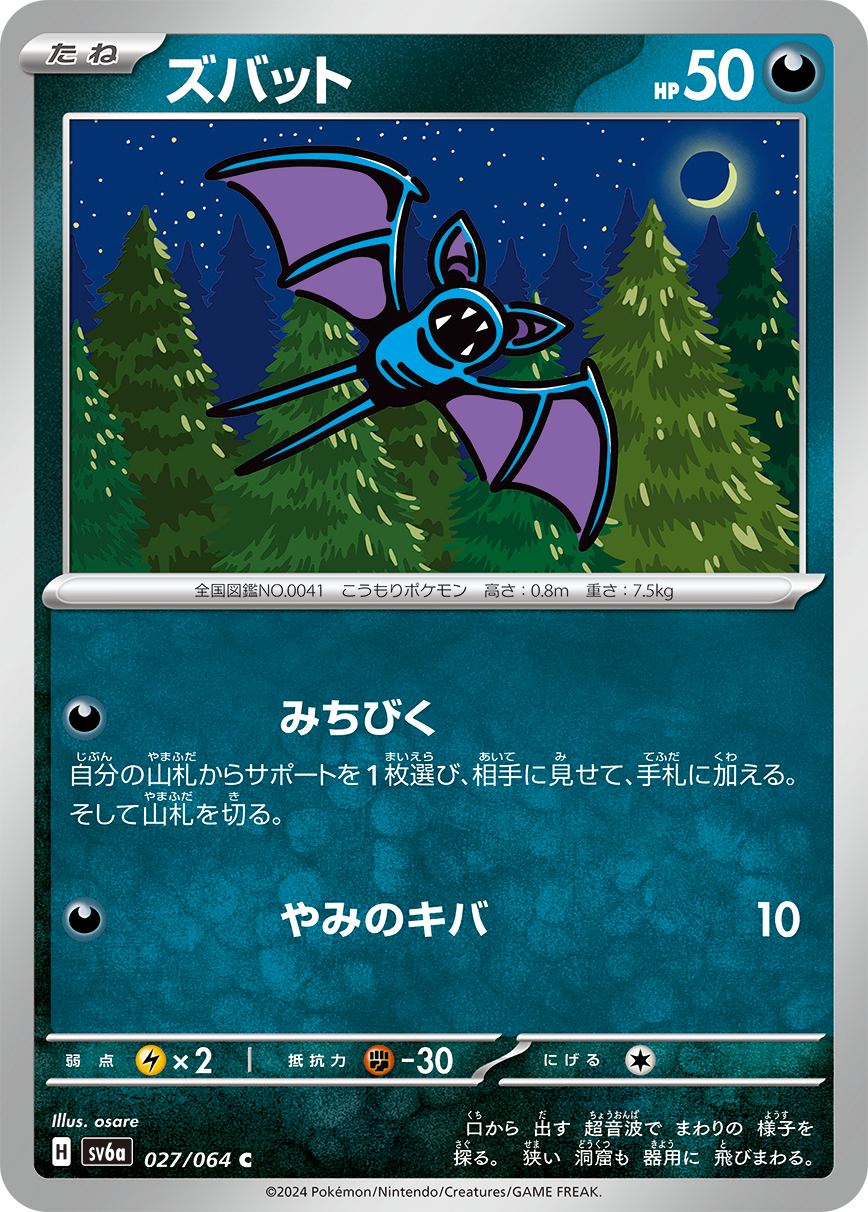 たね
ズバット
HP50
全国図鑑NO.0041 こうもりポケモン 高さ:0.8m 重さ:7.5kg
みちびく
自分の山札からサポートを1枚選び、相手に見せて、手札に加える。
そして山札を切る。
やみのキバ 10
弱点 ×2 抵抗力 -30 にげる
Illus. osare
H sv6a 027/064 C
口から 出す 超音波で まわりの 様子を
探る。 狭い 洞窟も 器用に 飛びまわる。
©2024 Pokémon/Nintendo/Creatures/GAME FREAK.